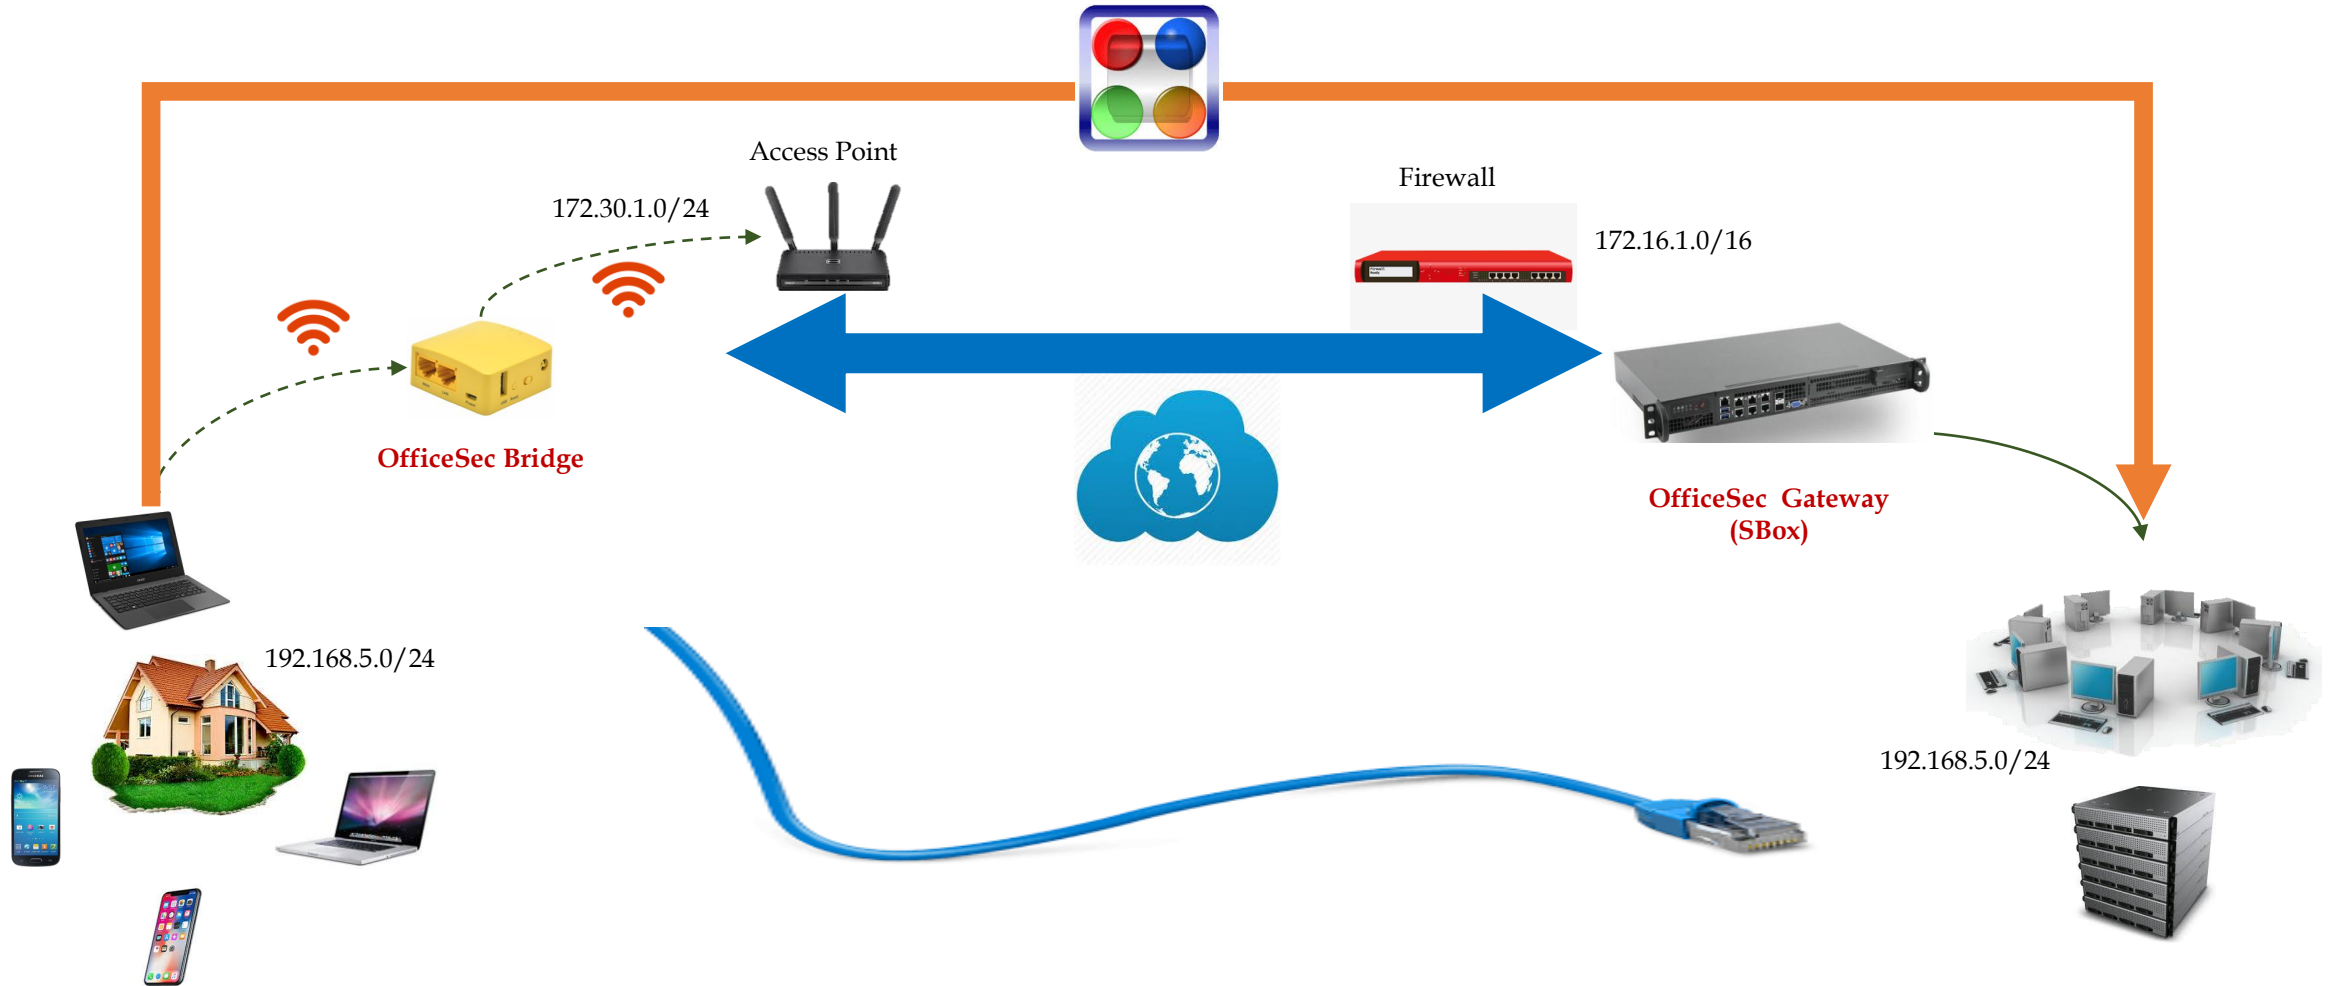 Access Point
Firewall
172.30.1.0/24
172.16.1.0/16
OfficeSec Bridge
OfficeSec Gateway
(SBox)
192.168.5.0/24
192.168.5.0/24